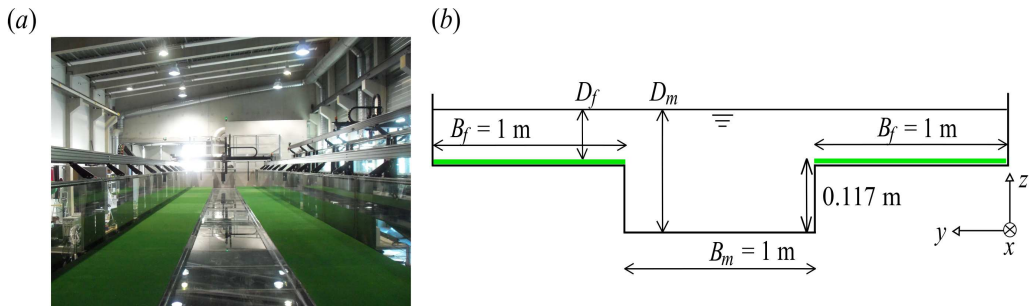 (a)
(b)
D_f
D_m
B_f = 1 m
B_f = 1 m
0.117 m
z
y
x
B_m = 1 m